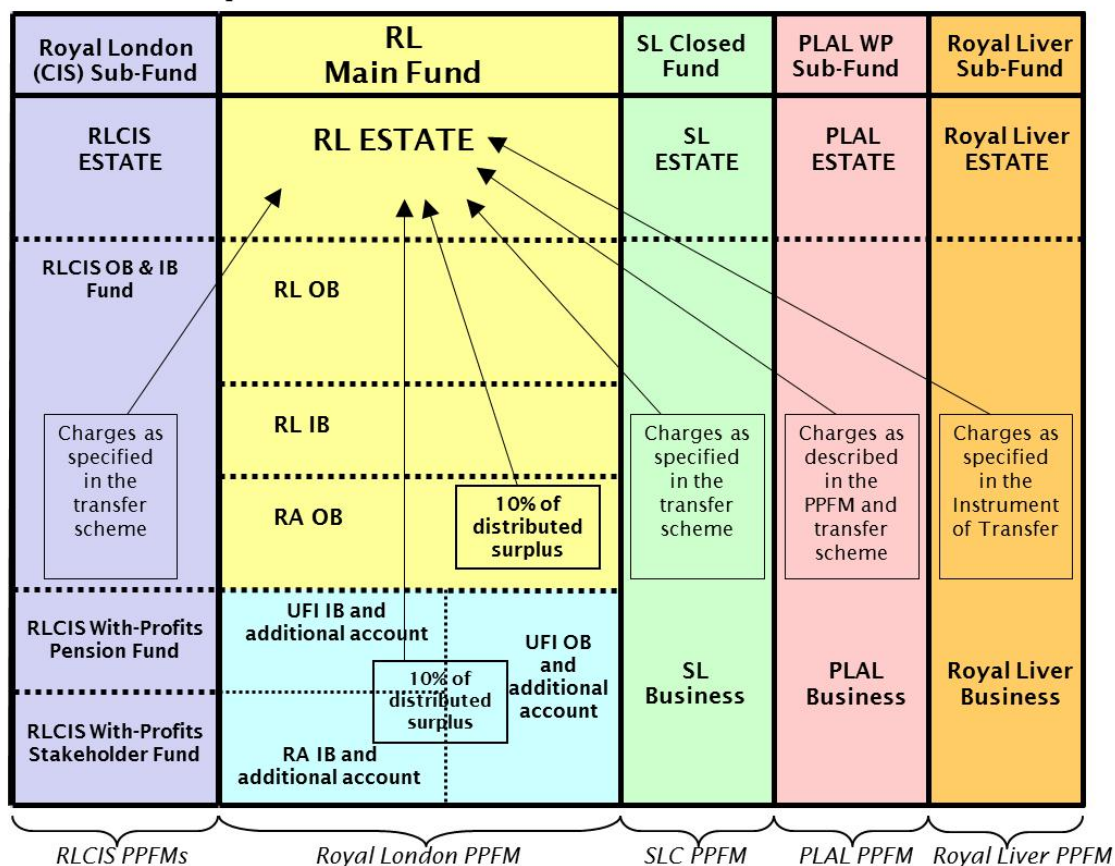 Royal London
(CIS) Sub-Fund
RL
Main Fund
SL Closed
Fund
PLAL WP
Sub-Fund
Royal Liver
Sub-Fund
RLCIS
ESTATE
RL ESTATE
SL
ESTATE
PLAL
ESTATE
Royal Liver
ESTATE
RLCIS OB & IB
Fund
RL OB
RL IB
RA OB
Charges as
specified
in the
transfer
scheme
10% of
distributed
surplus
Charges as
specified
in the
transfer
scheme
Charges as
described
in the
PPFM and
transfer
scheme
Charges as
specified
in the
Instrument
of Transfer
RLCIS With-Profits
Pension Fund
RLCIS With-Profits
Stakeholder Fund
UFI IB and
additional account
10% of
distributed
surplus
RA IB and
additional account
UFI OB
and
additional
account
SL
Business
PLAL
Business
Royal Liver
Business
RLCIS PPFMs
Royal London PPFM
SLC PPFM
PLAL PPFM
Royal Liver PPFM